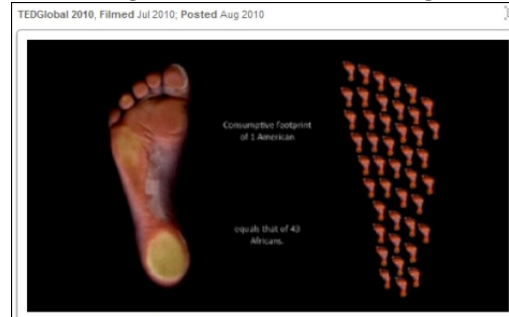 TEDGlobal 2010, Filmed Jul 2010; Posted Aug 2010
Consumptive footprint
of 1 American
equals that of 43
Africans.